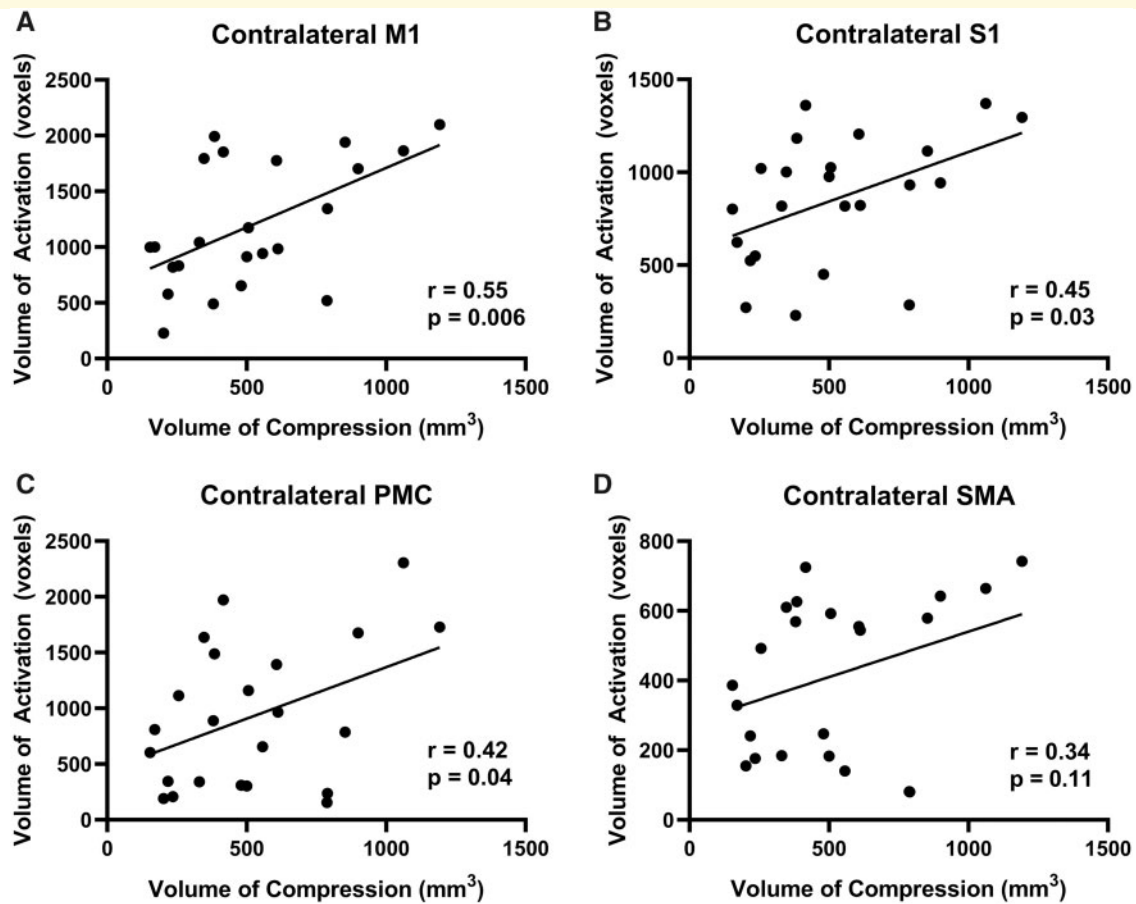 A
Contralateral M1
Volume of Activation (voxels)
2500
2000
1500
1000
500
0
0 500 1000 1500
r = 0.55
p = 0.006
Volume of Compression (mm³)
B
Contralateral S1
Volume of Activation (voxels)
1500
1000
500
0
0 500 1000 1500
r = 0.45
p = 0.03
Volume of Compression (mm³)
C
Contralateral PMC
Volume of Activation (voxels)
2500
2000
1500
1000
500
0
0 500 1000 1500
r = 0.42
p = 0.04
Volume of Compression (mm³)
D
Contralateral SMA
Volume of Activation (voxels)
800
600
400
200
0
0 500 1000 1500
r = 0.34
p = 0.11
Volume of Compression (mm³)